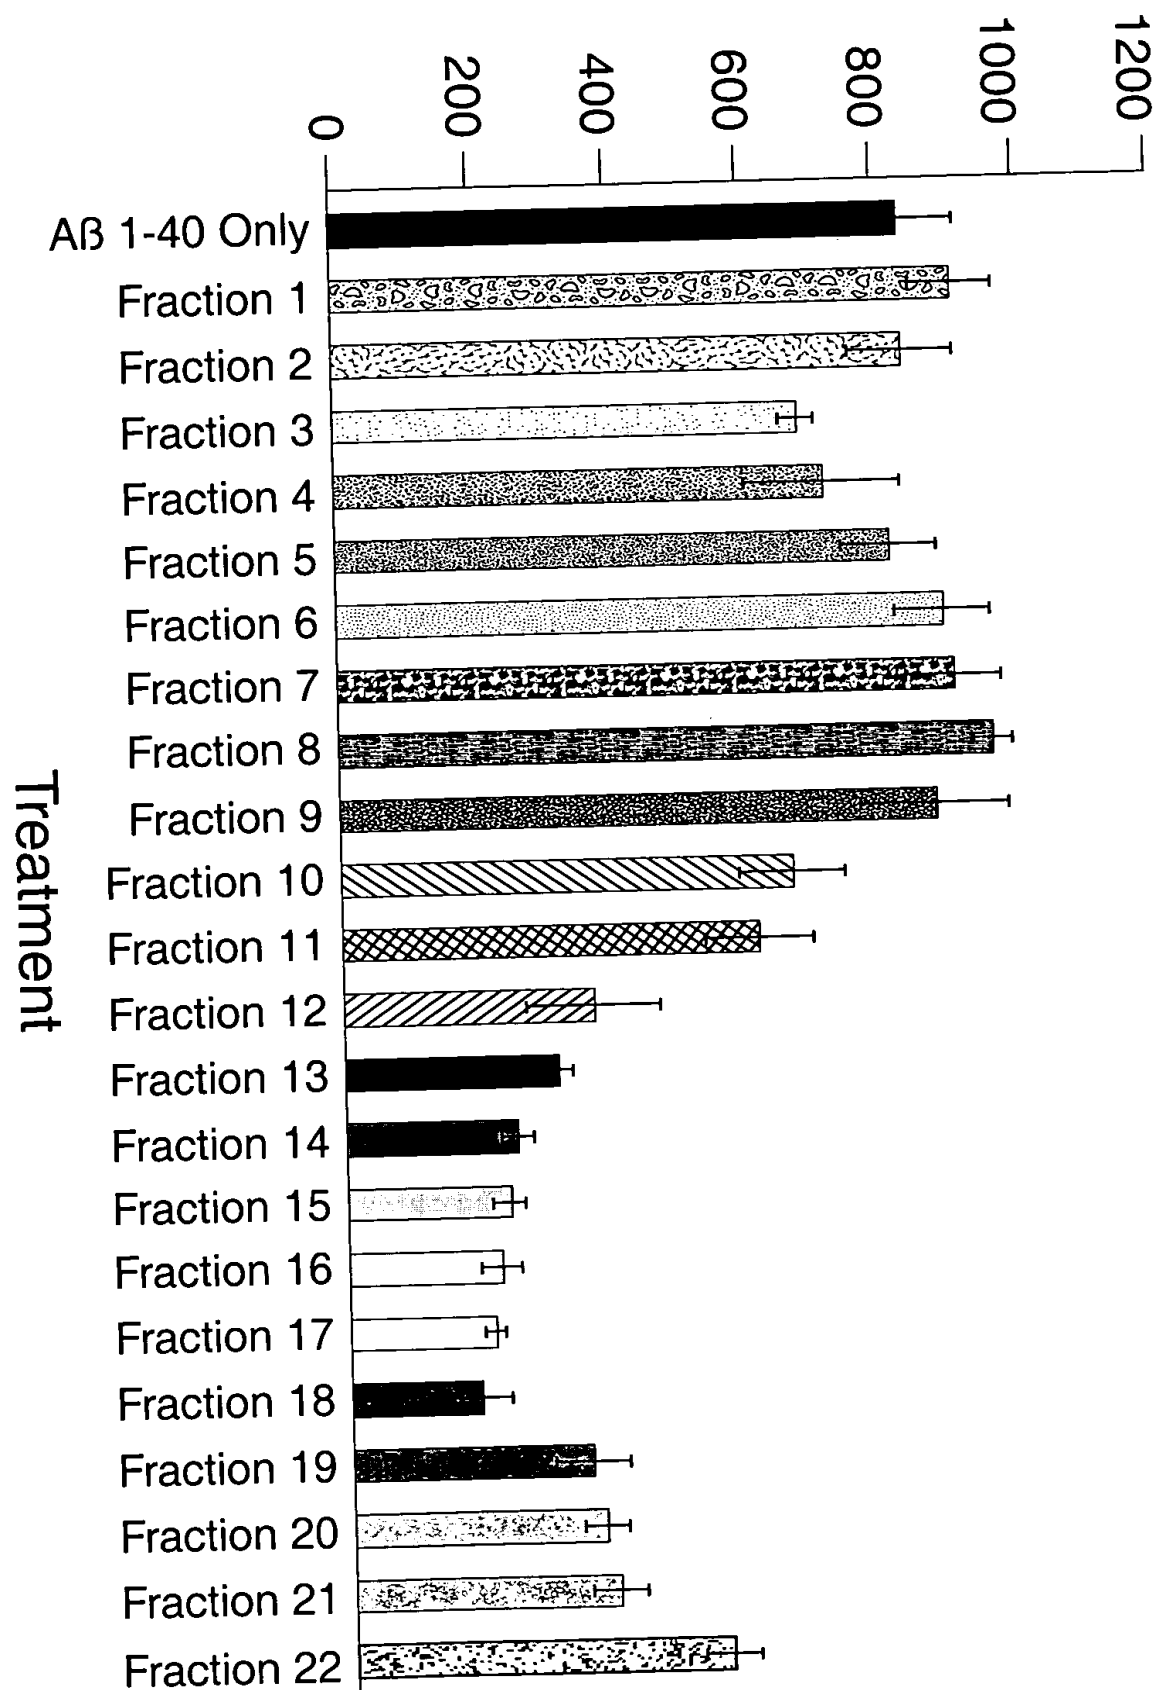 0
200
400
600
800
1000
1200
Aß 1-40 Only
Fraction 1
Fraction 2
Fraction 3
Fraction 4
Fraction 5
Fraction 6
Fraction 7
Fraction 8
Fraction 9
Fraction 10
Fraction 11
Fraction 12
Fraction 13
Fraction 14
Fraction 15
Fraction 16
Fraction 17
Fraction 18
Fraction 19
Fraction 20
Fraction 21
Fraction 22
Treatment